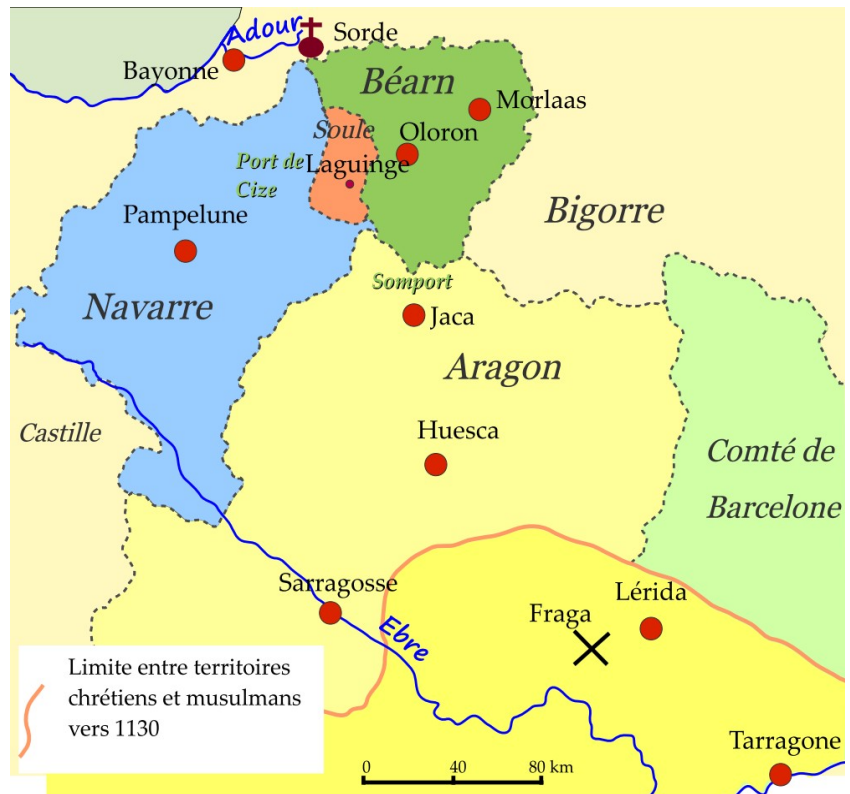 Adour
Sorde
Bayonne
Béarn
Morlaas
Soule
Oloron
Port de
Cize
Laguinge
Pampelune
Bigorre
Somport
Navarre
Jaca
Aragon
Castille
Huesca
Comté de
Barcelone
Sarragosse
Lérida
Fraga
Ebre
Limite entre territoires
chrétiens et musulmans
vers 1130
Tarragone
0 40 80 km